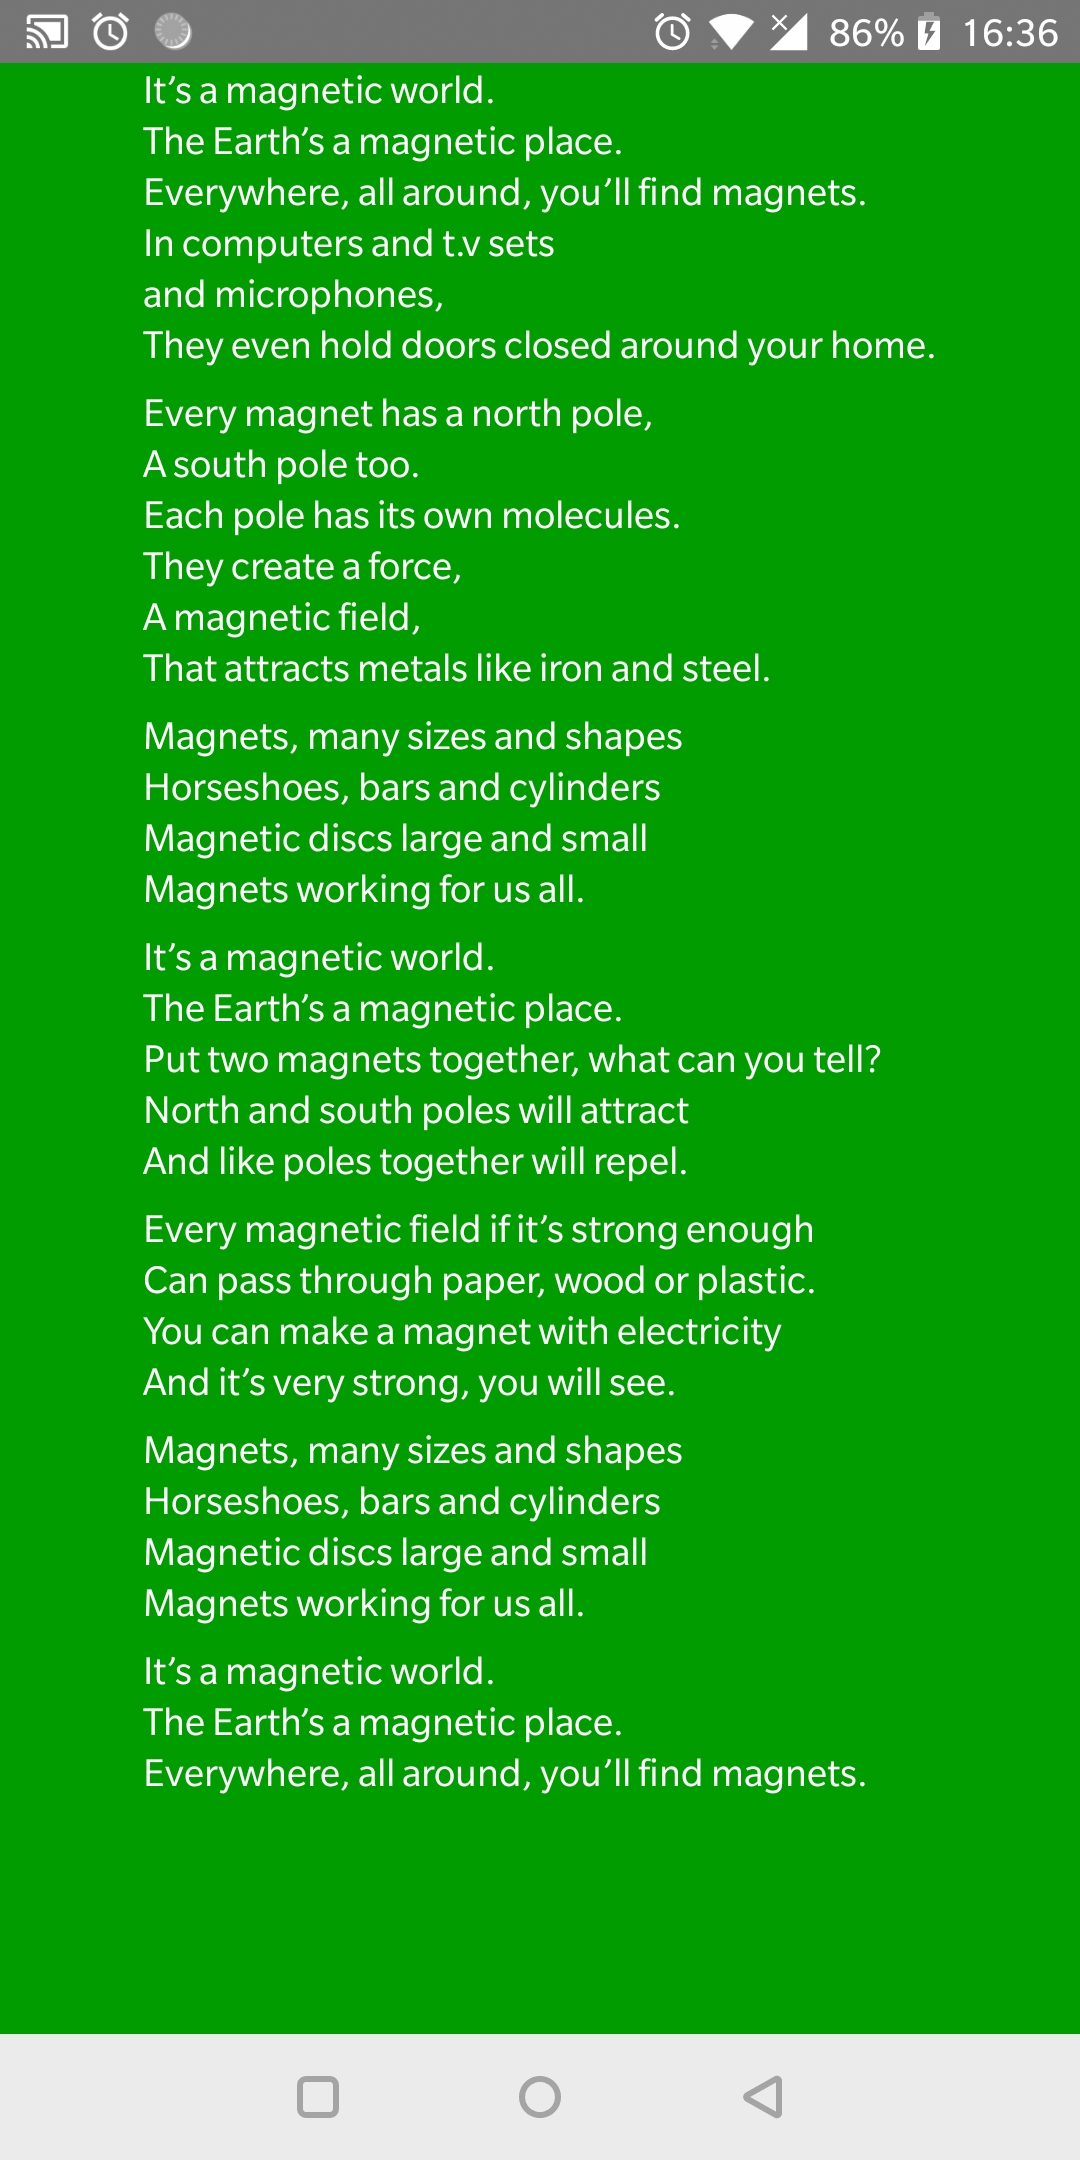 86% 16:36
It’s a magnetic world.
The Earth’s a magnetic place.
Everywhere, all around, you’ll find magnets.
In computers and t.v sets
and microphones,
They even hold doors closed around your home.
Every magnet has a north pole,
A south pole too.
Each pole has its own molecules.
They create a force,
A magnetic field,
That attracts metals like iron and steel.
Magnets, many sizes and shapes
Horseshoes, bars and cylinders
Magnetic discs large and small
Magnets working for us all.
It’s a magnetic world.
The Earth’s a magnetic place.
Put two magnets together, what can you tell?
North and south poles will attract
And like poles together will repel.
Every magnetic field if it’s strong enough
Can pass through paper, wood or plastic.
You can make a magnet with electricity
And it’s very strong, you will see.
Magnets, many sizes and shapes
Horseshoes, bars and cylinders
Magnetic discs large and small
Magnets working for us all.
It’s a magnetic world.
The Earth’s a magnetic place.
Everywhere, all around, you’ll find magnets.